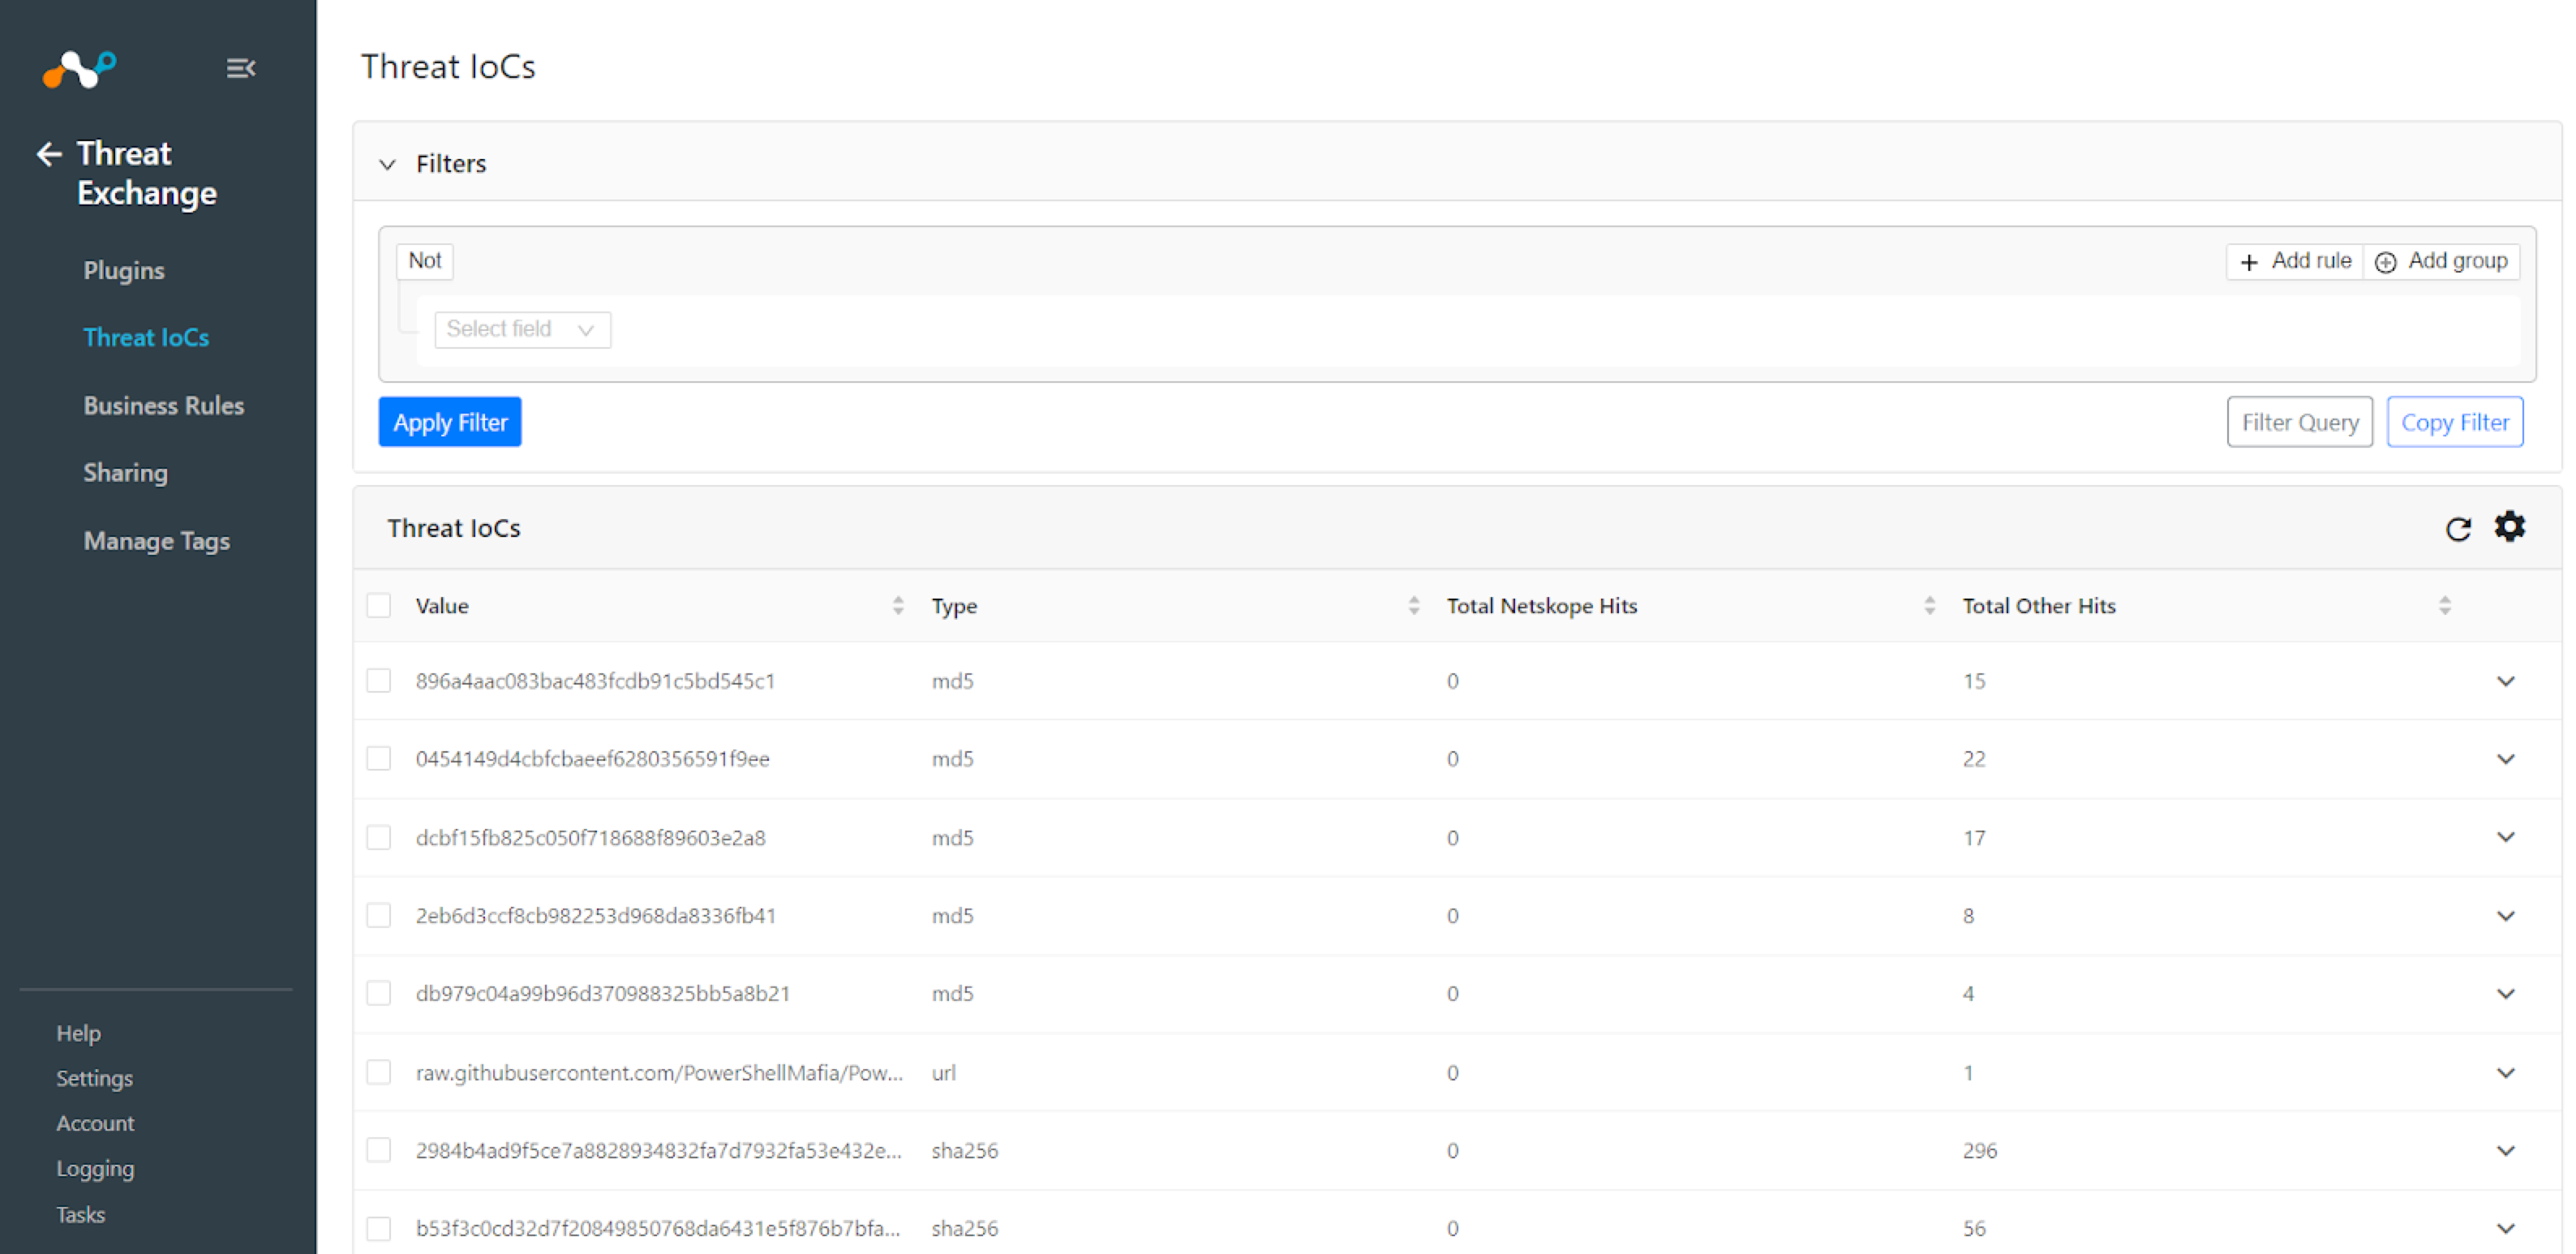 Threat
Exchange
Plugins
Threat IoCs
Business Rules
Sharing
Manage Tags
Help
Settings
Account
Logging
Tasks
Threat IoCs
Filters
Not
Add rule
Add group
Select field
Apply Filter
Filter Query
Copy Filter
Threat IoCs
Value Type Total Netskope Hits Total Other Hits
896a4aac083bac483fcdb91c5bd545c1 md5 0 15
0454149d4cbfcbaeef6280356591f9ee md5 0 22
dcbf15fb825c050f718688f89603e2a8 md5 0 17
2eb6d3ccf8cb982253d968da8336fb41 md5 0 8
db979c04a99b96d370988325bb5a8b21 md5 0 4
raw.githubusercontent.com/PowerShellMafia/Pow... url 0 1
2984b4ad9f5ce7a8828934832fa7d7932fa53e432e... sha256 0 296
b53f3c0cd32d7f20849850768da6431e5f876b7bfa... sha256 0 56